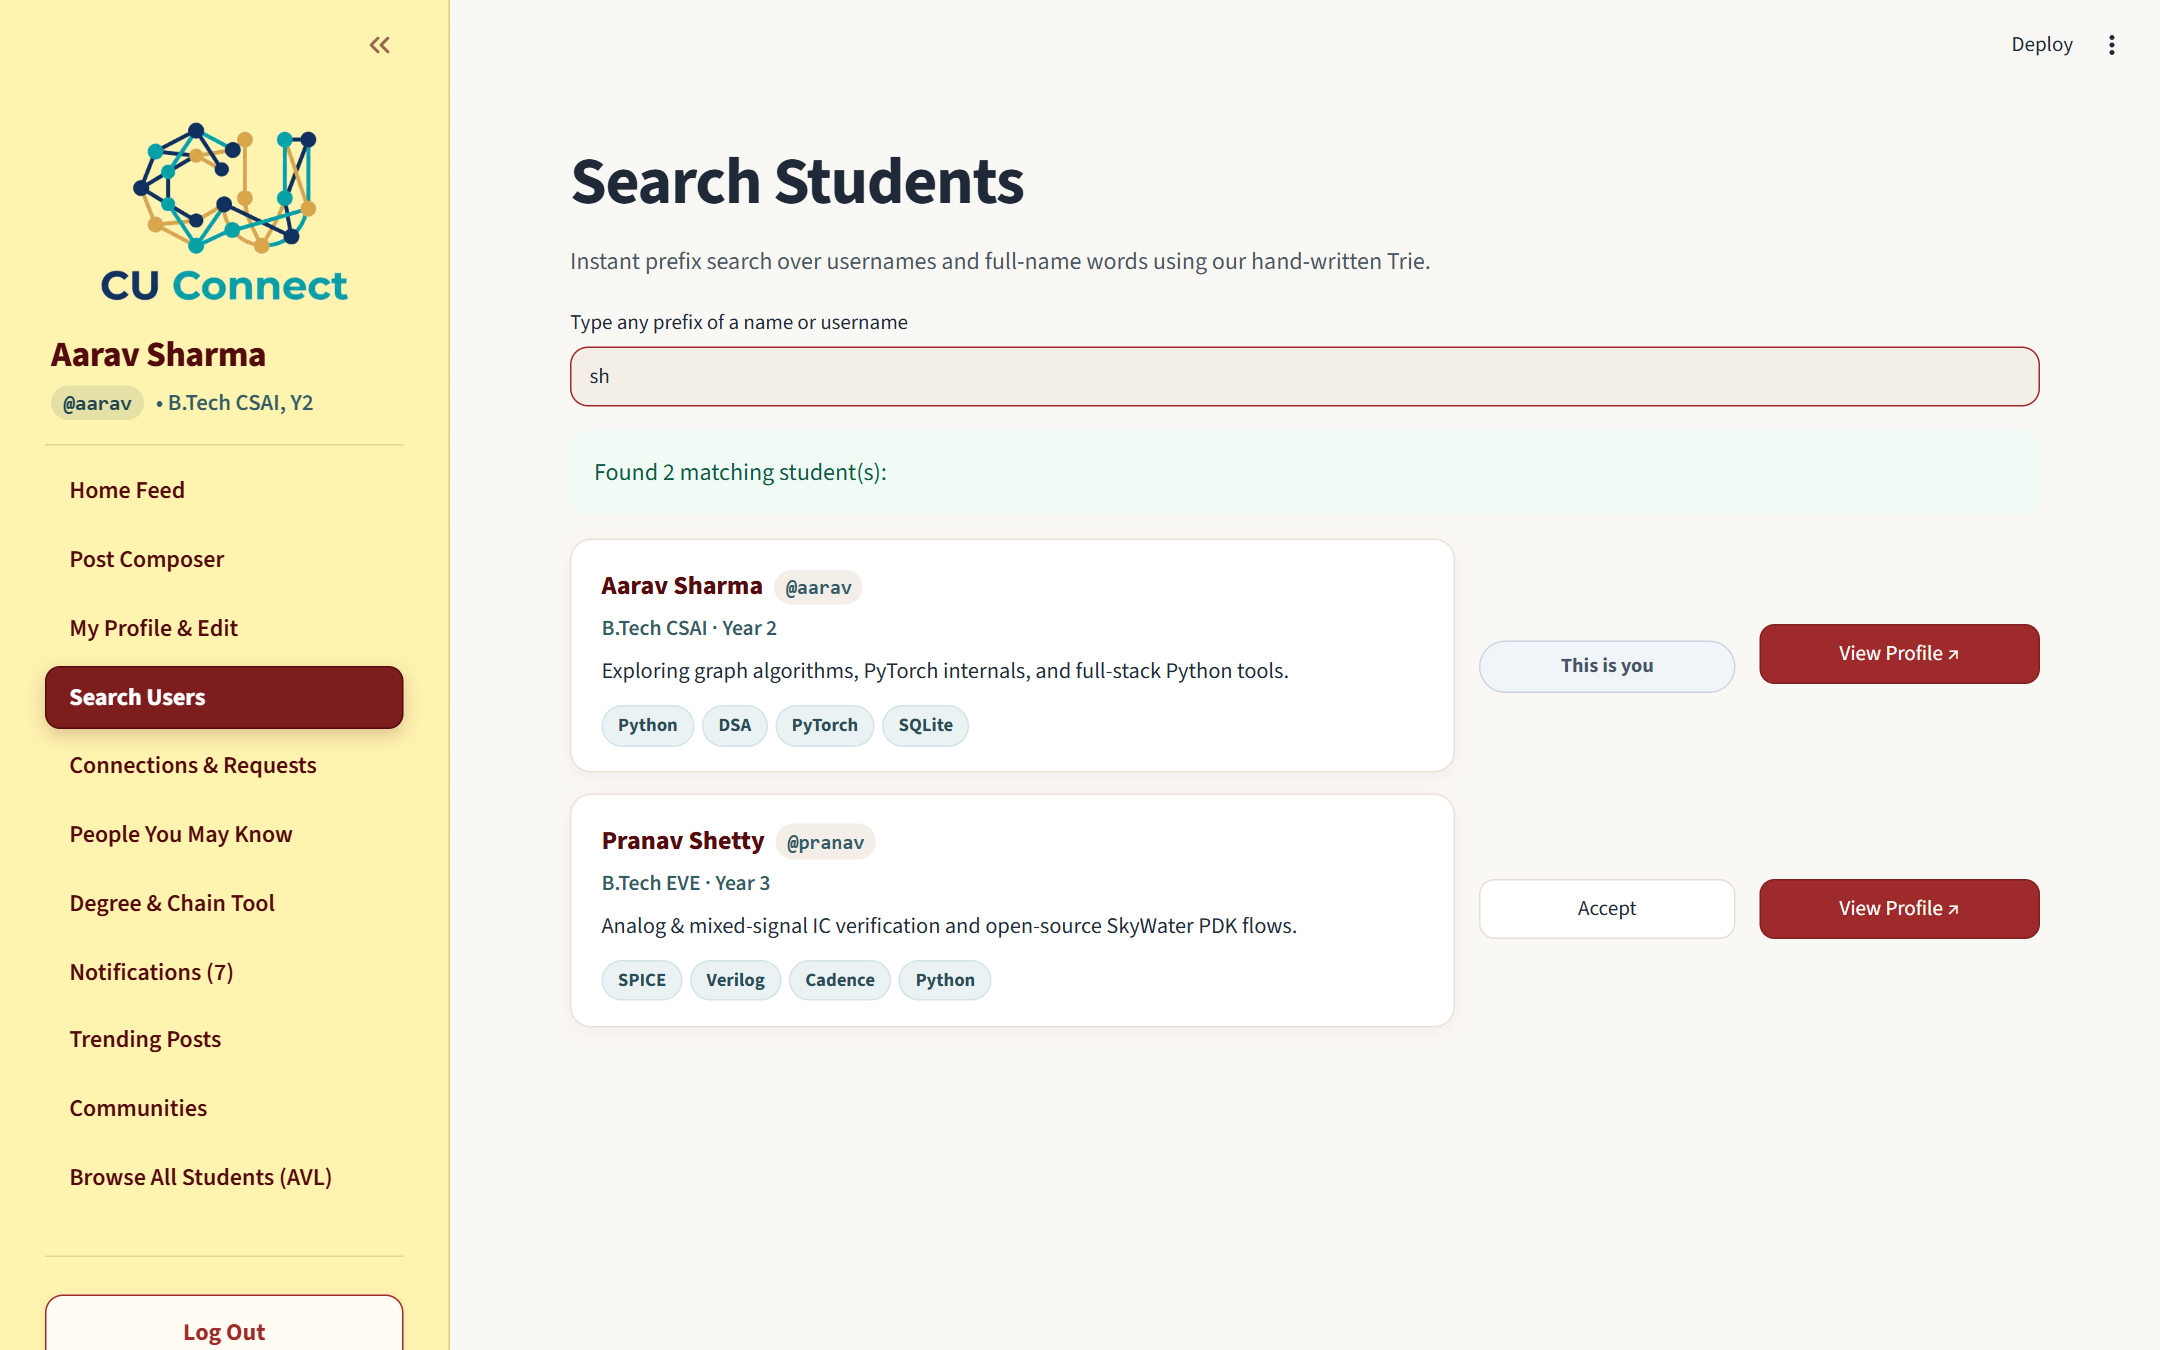 Deploy
CU Connect
Aarav Sharma
@aarav • B.Tech CSAI, Y2
Home Feed
Post Composer
My Profile & Edit
Search Users
Connections & Requests
People You May Know
Degree & Chain Tool
Notifications (7)
Trending Posts
Communities
Browse All Students (AVL)
Log Out
Search Students
Instant prefix search over usernames and full-name words using our hand-written Trie.
Type any prefix of a name or username
sh
Found 2 matching student(s):
Aarav Sharma @aarav
B.Tech CSAI · Year 2
Exploring graph algorithms, PyTorch internals, and full-stack Python tools.
Python DSA PyTorch SQLite
This is you
View Profile ↗
Pranav Shetty @pranav
B.Tech EVE · Year 3
Analog & mixed-signal IC verification and open-source SkyWater PDK flows.
SPICE Verilog Cadence Python
Accept
View Profile ↗